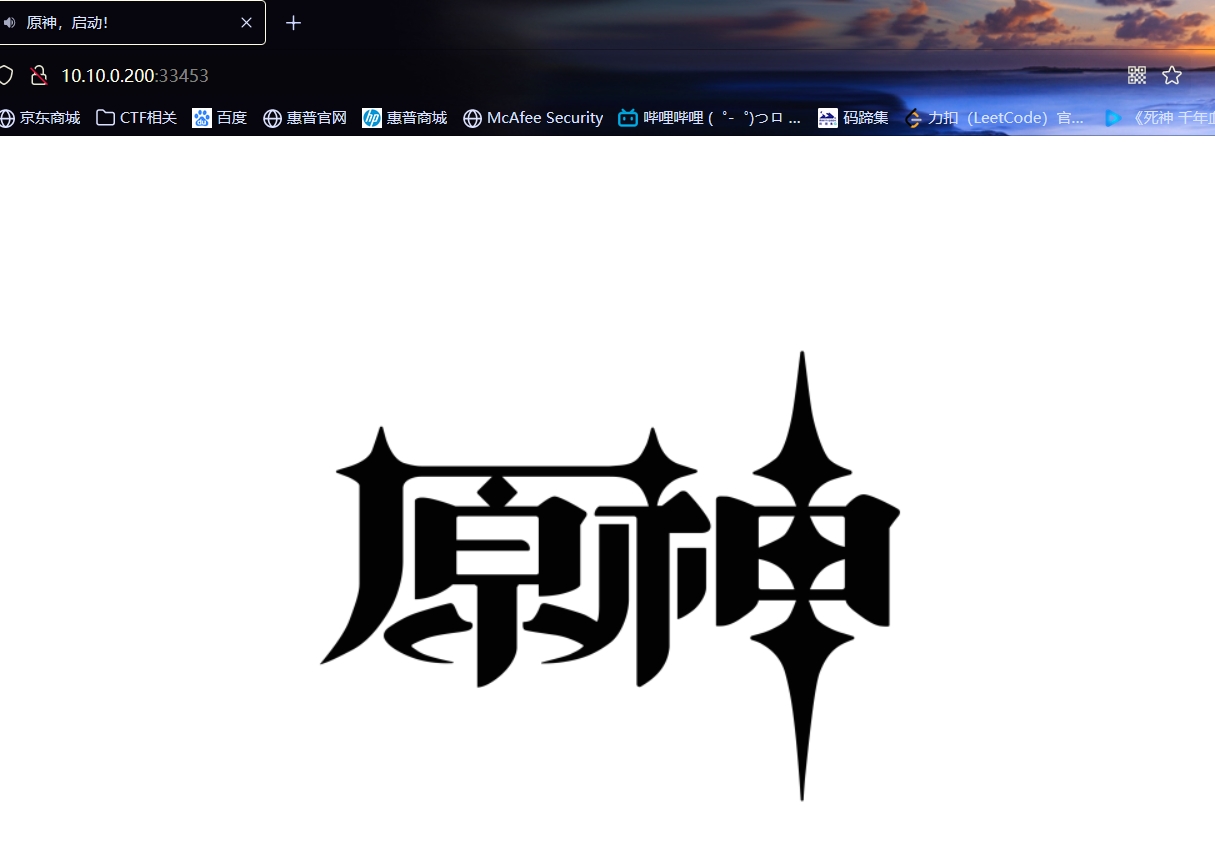 原神，启动!
10.10.0.200:33453
京东商城 CTF相关 百度 惠普官网 惠普商城 McAfee Security 哔哩哔哩 ( ゜- ゜)つロ ... 码蹄集 力扣（LeetCode）官... 《死神 千年血
原神